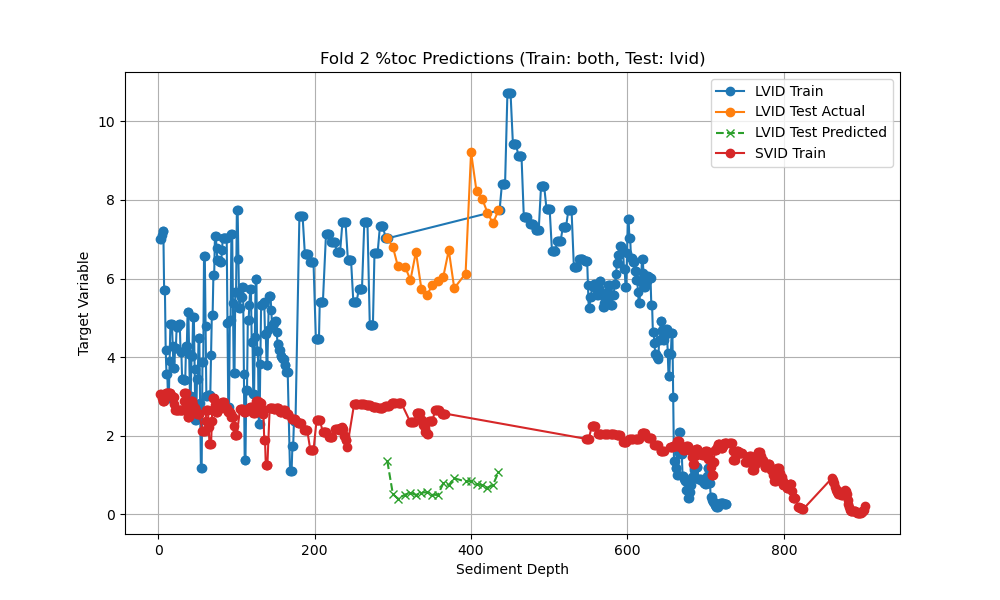 Fold 2 %toc Predictions (Train: both, Test: lvid)
LVID Train
LVID Test Actual
LVID Test Predicted
SVID Train
Target Variable
10
8
6
4
2
0
0 200 400 600 800
Sediment Depth